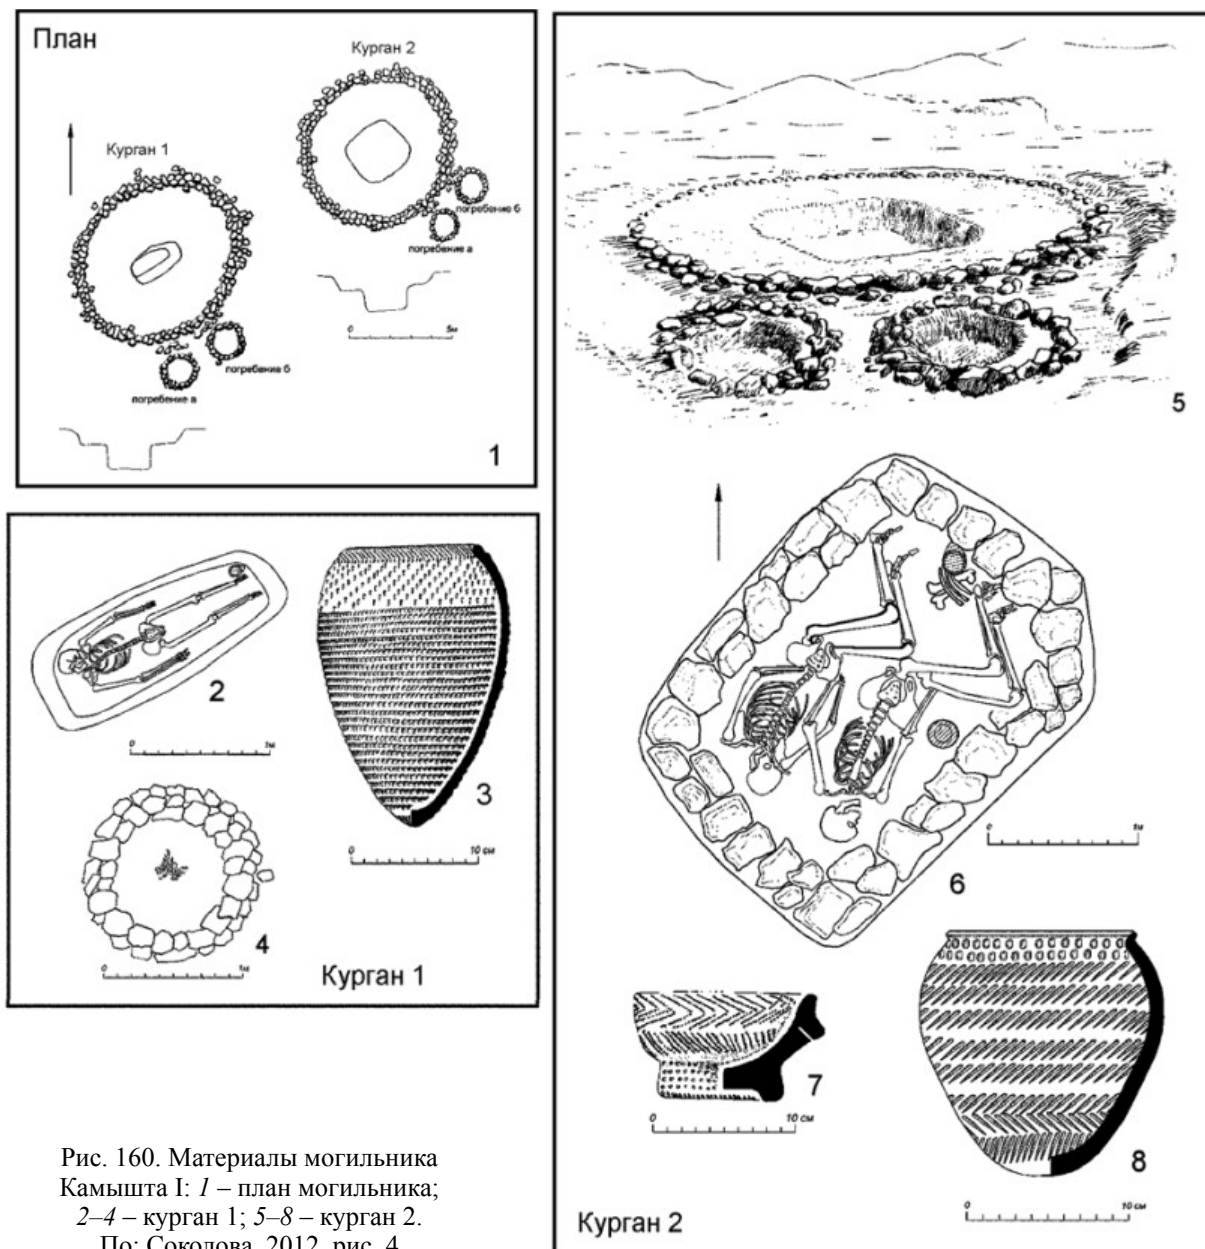 План
Курган 2
Курган 1
погребение б
погребение а
погребение б
погребение а
0 5м
1
2
0 1м
3
0 10 см
4
0 1м
Курган 1
5
6
0 1м
7
0 10 см
8
0 10 см
Курган 2
Рис. 160. Материалы могильника
Камышта I: 1 – план могильника;
2–4 – курган 1; 5–8 – курган 2.
По: Соколова, 2012, рис. 4